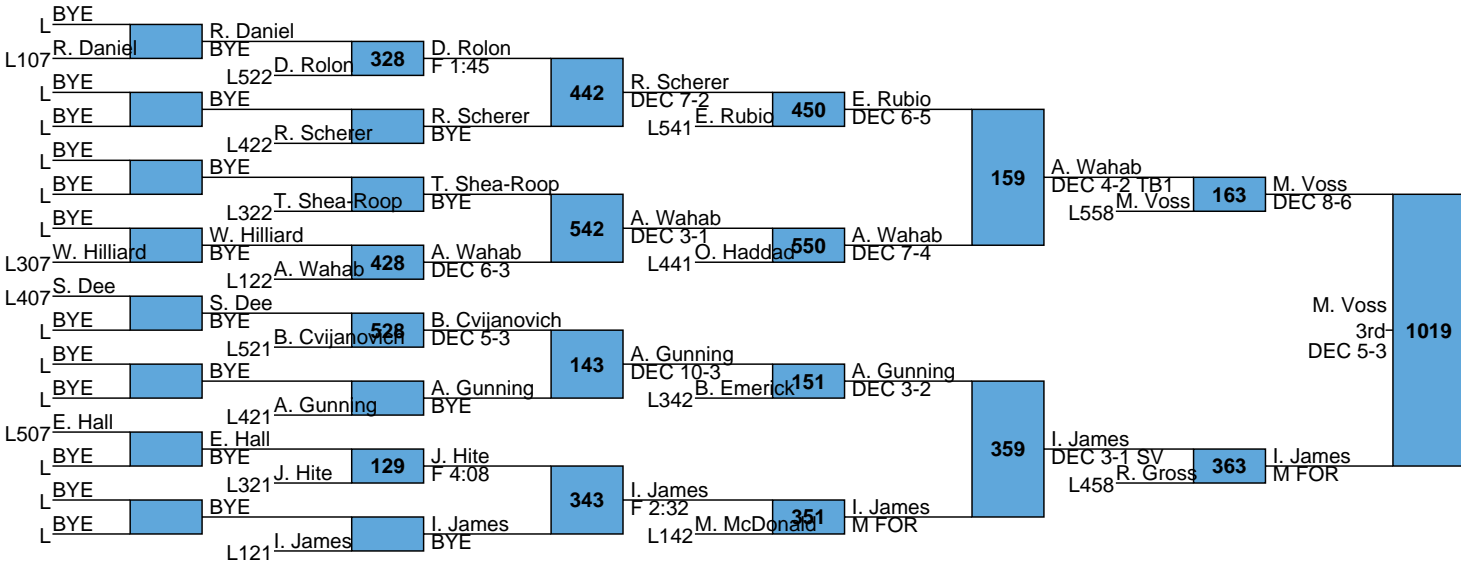 BYE
L
R. Daniel
L107
R. Daniel
BYE
D. Rolon
L522
328
D. Rolon
F 1:45
BYE
L
BYE
L
BYE
R. Scherer
L422
R. Scherer
BYE
442
R. Scherer
DEC 7-2
E. Rubio
L541
450
E. Rubio
DEC 6-5
BYE
L
BYE
L
BYE
T. Shea-Roop
L322
T. Shea-Roop
BYE
BYE
L
W. Hilliard
L307
W. Hilliard
BYE
A. Wahab
L122
428
A. Wahab
DEC 6-3
542
A. Wahab
DEC 3-1
O. Haddad
L441
550
A. Wahab
DEC 7-4
159
A. Wahab
DEC 4-2 TB1
M. Voss
L558
163
M. Voss
DEC 8-6
S. Dee
L407
BYE
L
S. Dee
BYE
B. Cvijanovich
L521
528
B. Cvijanovich
DEC 5-3
BYE
L
BYE
L
BYE
A. Gunning
L421
A. Gunning
BYE
143
A. Gunning
DEC 10-3
B. Emerick
L342
151
A. Gunning
DEC 3-2
E. Hall
L507
BYE
L
E. Hall
BYE
J. Hite
L321
129
J. Hite
F 4:08
BYE
L
BYE
L
BYE
I. James
L121
I. James
BYE
343
I. James
F 2:32
M. McDonald
L142
351
I. James
M FOR
359
I. James
DEC 3-1 SV
R. Gross
L458
363
I. James
M FOR
M. Voss
3rd
DEC 5-3
1019